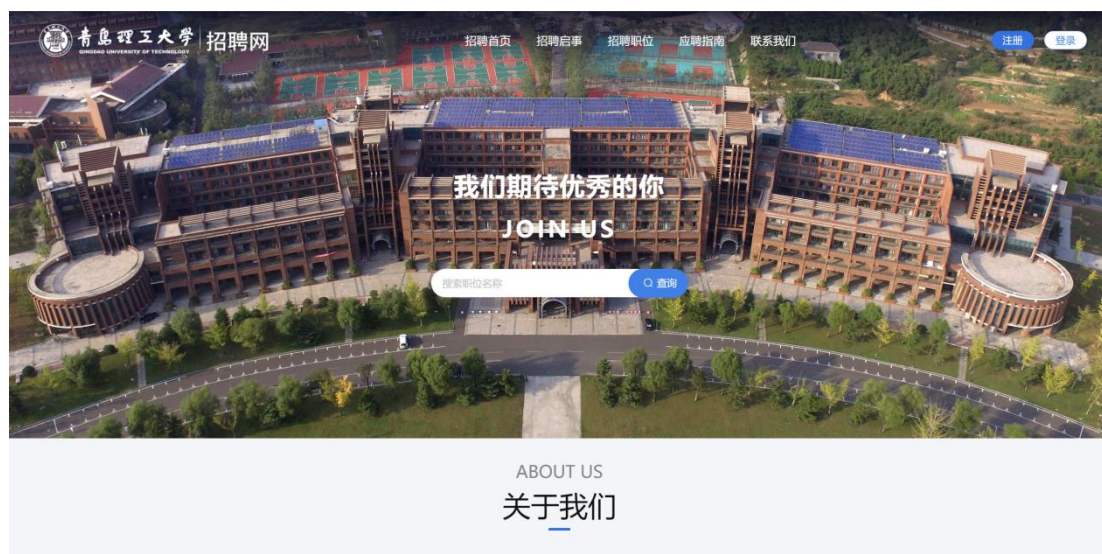 青岛理工大学 招聘网
QINGDAO UNIVERSITY OF TECHNOLOGY
招聘首页 招聘启事 招聘职位 应聘指南 联系我们
注册 登录
我们期待优秀的你
JOIN US
搜索职位名称 查询
ABOUT US
关于我们